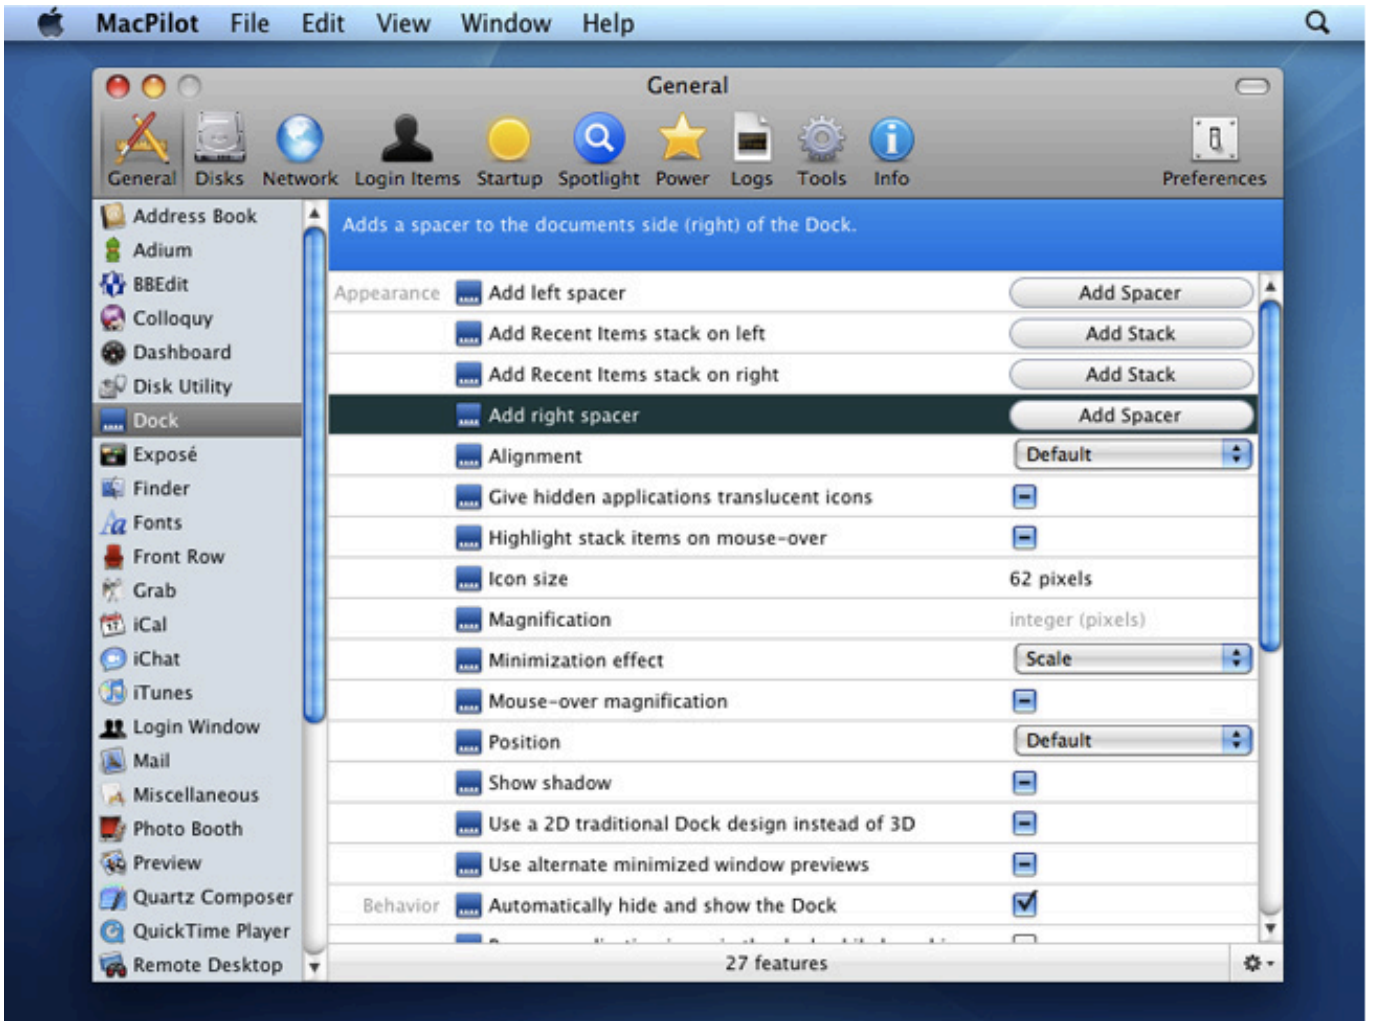 MacPilot File Edit View Window Help
General
General Disks Network Login Items Startup Spotlight Power Logs Tools Info Preferences
Address Book
Adium
BBEdit
Colloquy
Dashboard
Disk Utility
Dock
Exposé
Finder
Fonts
Front Row
Grab
iCal
iChat
iTunes
Login Window
Mail
Miscellaneous
Photo Booth
Preview
Quartz Composer
QuickTime Player
Remote Desktop
Adds a spacer to the documents side (right) of the Dock.
Appearance Add left spacer Add Spacer
Add Recent Items stack on left Add Stack
Add Recent Items stack on right Add Stack
Add right spacer Add Spacer
Alignment Default
Give hidden applications translucent icons
Highlight stack items on mouse-over
Icon size 62 pixels
Magnification integer (pixels)
Minimization effect Scale
Mouse-over magnification
Position Default
Show shadow
Use a 2D traditional Dock design instead of 3D
Use alternate minimized window previews
Behavior Automatically hide and show the Dock
27 features